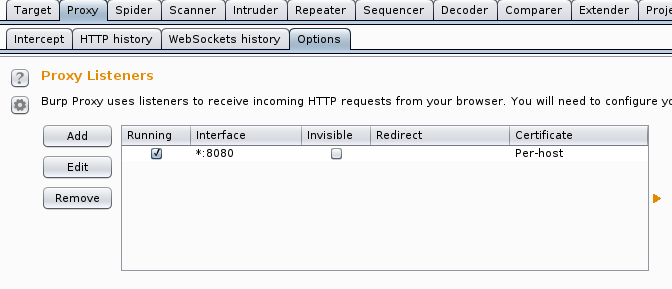 Target Proxy Spider Scanner Intruder Repeater Sequencer Decoder Comparer Extender
Intercept HTTP history WebSockets history Options
? Proxy Listeners
Burp Proxy uses listeners to receive incoming HTTP requests from your browser. You will need to configure
Add
Edit
Remove
Running Interface Invisible Redirect Certificate
*:8080 Per-host